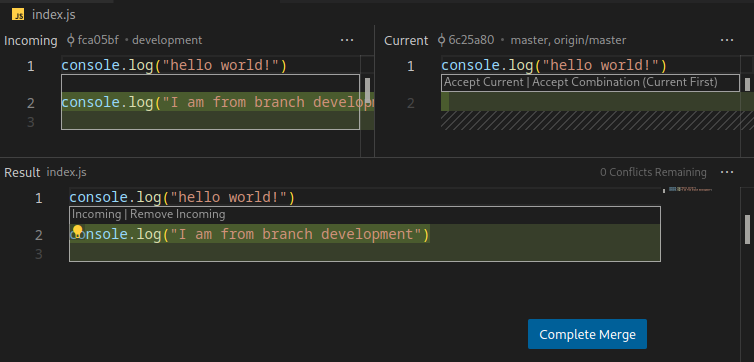 JS index.js
Incoming fca05bf • development ···
1 console.log("hello world!")
2 console.log("I am from branch develop
3
Current 6c25a80 • master, origin/master ···
1 console.log("hello world!")
Accept Current | Accept Combination (Current First)
2
Result index.js 0 Conflicts Remaining ···
1 console.log("hello world!")
Incoming | Remove Incoming
2 console.log("I am from branch development")
3
Complete Merge